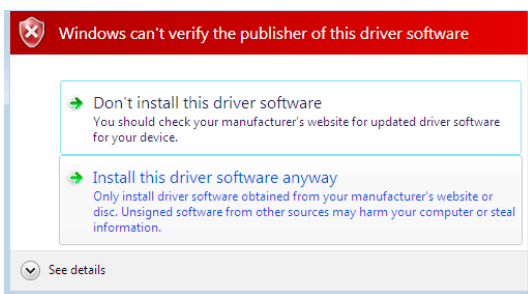 Windows can't verify the publisher of this driver software
Don't install this driver software
You should check your manufacturer's website for updated driver software
for your device.
Install this driver software anyway
Only install driver software obtained from your manufacturer's website or
disc. Unsigned software from other sources may harm your computer or steal
information.
See details